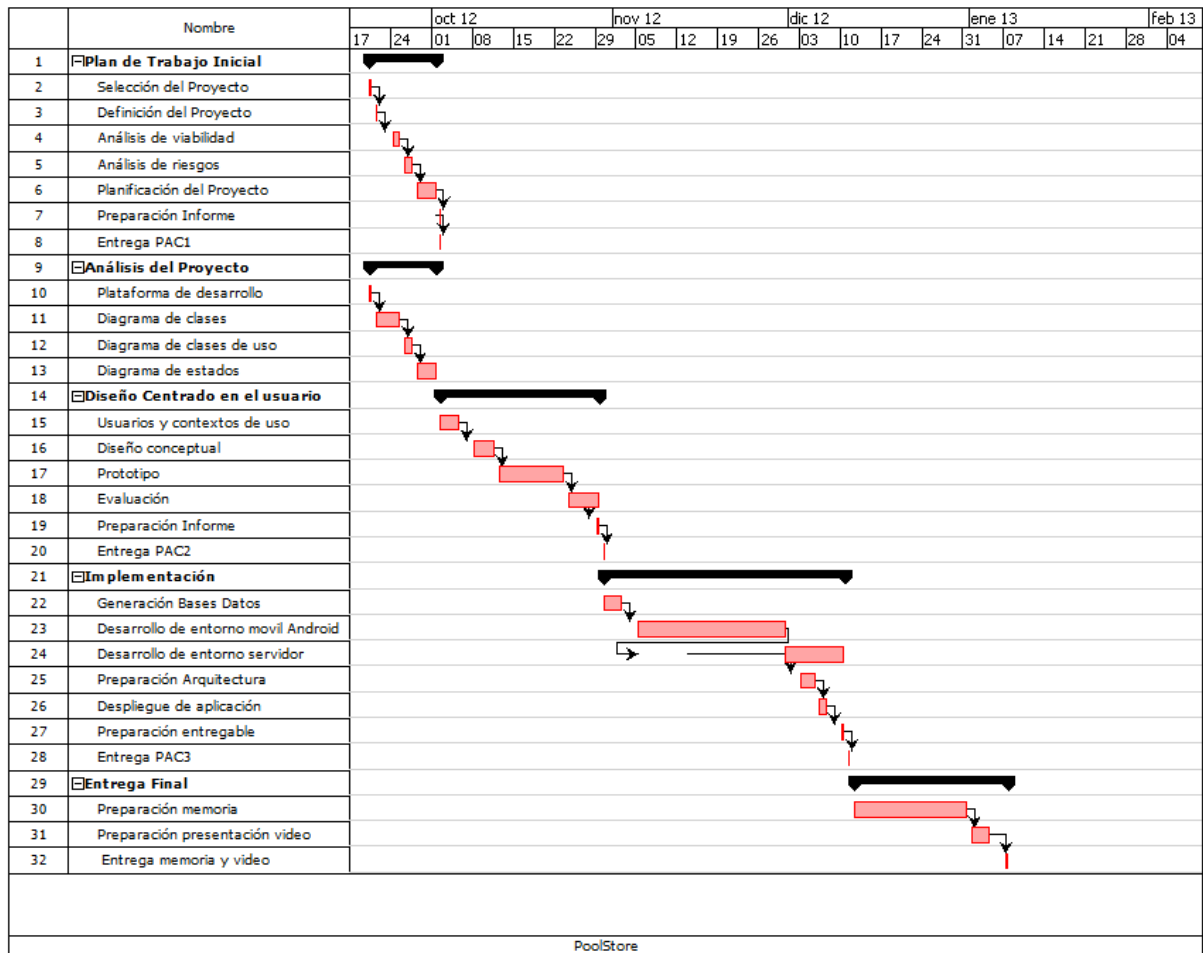 oct 12 nov 12 dic 12 ene 13 feb 13
Nombre
17 24 01 08 15 22 29 05 12 19 26 03 10 17 24 31 07 14 21 28 04
1 Plan de Trabajo Inicial
2 Selección del Proyecto
3 Definición del Proyecto
4 Análisis de viabilidad
5 Análisis de riesgos
6 Planificación del Proyecto
7 Preparación Informe
8 Entrega PAC1
9 Análisis del Proyecto
10 Plataforma de desarrollo
11 Diagrama de clases
12 Diagrama de clases de uso
13 Diagrama de estados
14 Diseño Centrado en el usuario
15 Usuarios y contextos de uso
16 Diseño conceptual
17 Prototipo
18 Evaluación
19 Preparación Informe
20 Entrega PAC2
21 Implementación
22 Generación Bases Datos
23 Desarrollo de entorno movil Android
24 Desarrollo de entorno servidor
25 Preparación Arquitectura
26 Despliegue de aplicación
27 Preparación entregable
28 Entrega PAC3
29 Entrega Final
30 Preparación memoria
31 Preparación presentación video
32 Entrega memoria y video
PoolStore